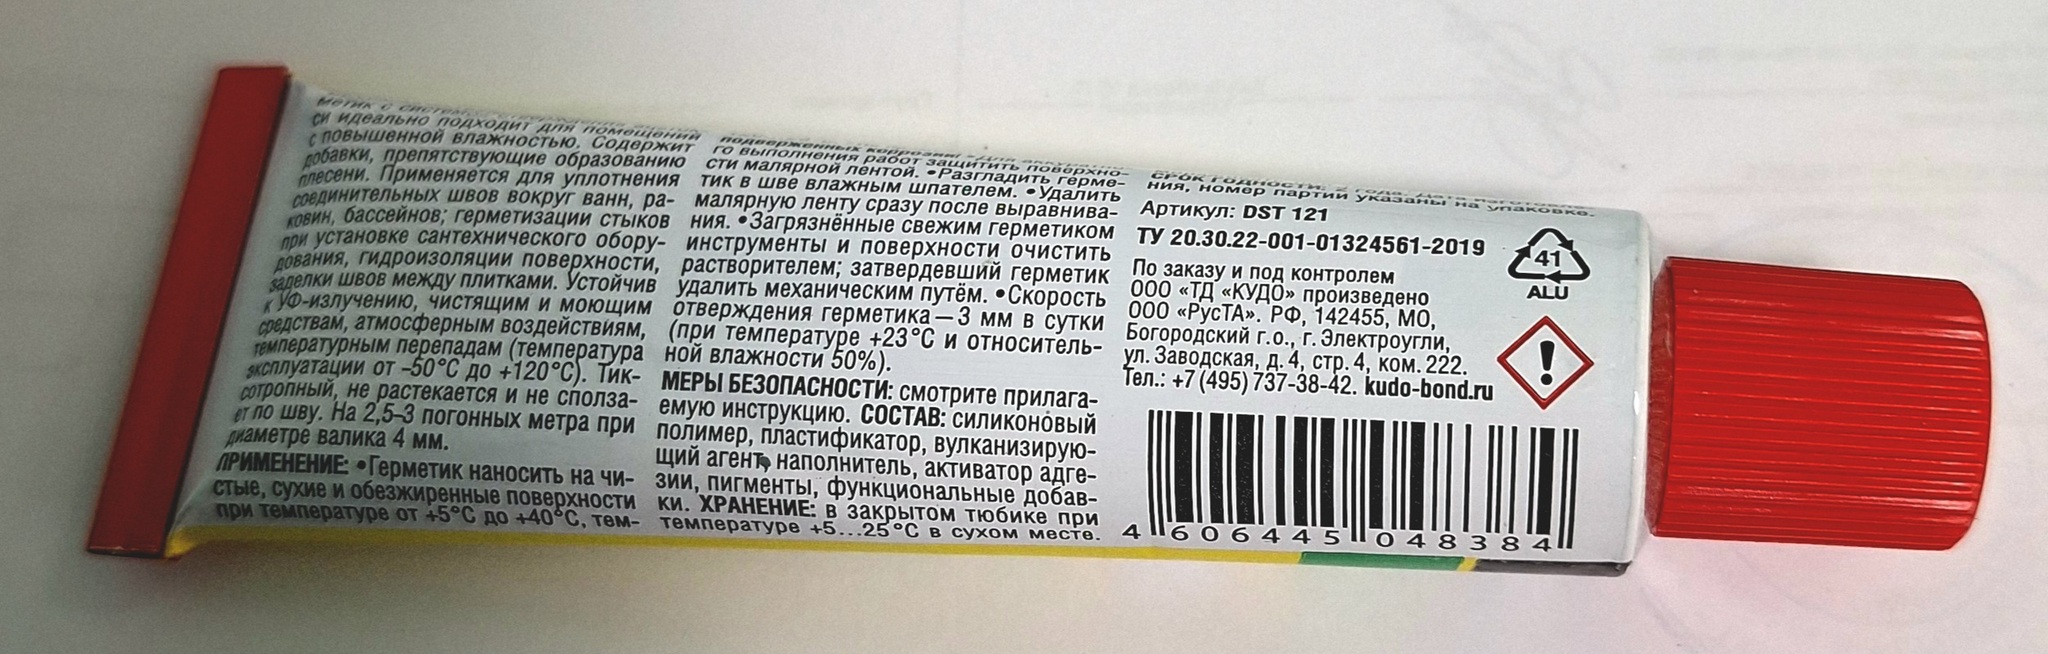 метик с
си идеально подходит для помещений
с повышенной влажностью. Содержит
добавки, препятствующие образованию
плесени. Применяется для уплотнения
соединительных швов вокруг ванн, ра-
ковин, бассейнов; герметизации стыков
при установке сантехнического обору-
дования, гидроизоляции поверхности,
заделки швов между плитками. Устойчив
к УФ-излучению, чистящим и моющим
средствам, атмосферным воздействиям,
температурным перепадам (температура
эксплуатации от –50°C до +120°C). Тик-
сотропный, не растекается и не сполза-
ет по шву. На 2,5–3 погонных метра при
диаметре валика 4 мм.
ПРИМЕНЕНИЕ: •Герметик наносить на чи-
стые, сухие и обезжиренные поверхности
при температуре от +5°C до +40°C, тем-
подверженных коррозии. •Для аккуратно-
го выполнения работ защитить поверхно-
сти малярной лентой. •Разгладить герме-
тик в шве влажным шпателем. •Удалить
малярную ленту сразу после выравнива-
ния. •Загрязнённые свежим герметиком
инструменты и поверхности очистить
растворителем; затвердевший герметик
удалить механическим путём. •Скорость
отверждения герметика — 3 мм в сутки
(при температуре +23°C и относитель-
ной влажности 50%).
МЕРЫ БЕЗОПАСНОСТИ: смотрите прилага-
емую инструкцию. СОСТАВ: силиконовый
полимер, пластификатор, вулканизирую-
щий агент, наполнитель, активатор адге-
зии, пигменты, функциональные добав-
ки. ХРАНЕНИЕ: в закрытом тюбике при
температуре +5...25°C в сухом месте.
СРОК ГОДНОСТИ: 2 года. Дата изготовле-
ния, номер партии указаны на упаковке.
Артикул: DST 121
ТУ 20.30.22-001-01324561-2019
По заказу и под контролем
ООО «ТД «КУДО» произведено
ООО «РусТА». РФ, 142455, МО,
Богородский г.о., г. Электроугли,
ул. Заводская, д. 4, стр. 4, ком. 222.
Тел.: +7 (495) 737-38-42. kudo-bond.ru
41
ALU
!
4 606445 048384